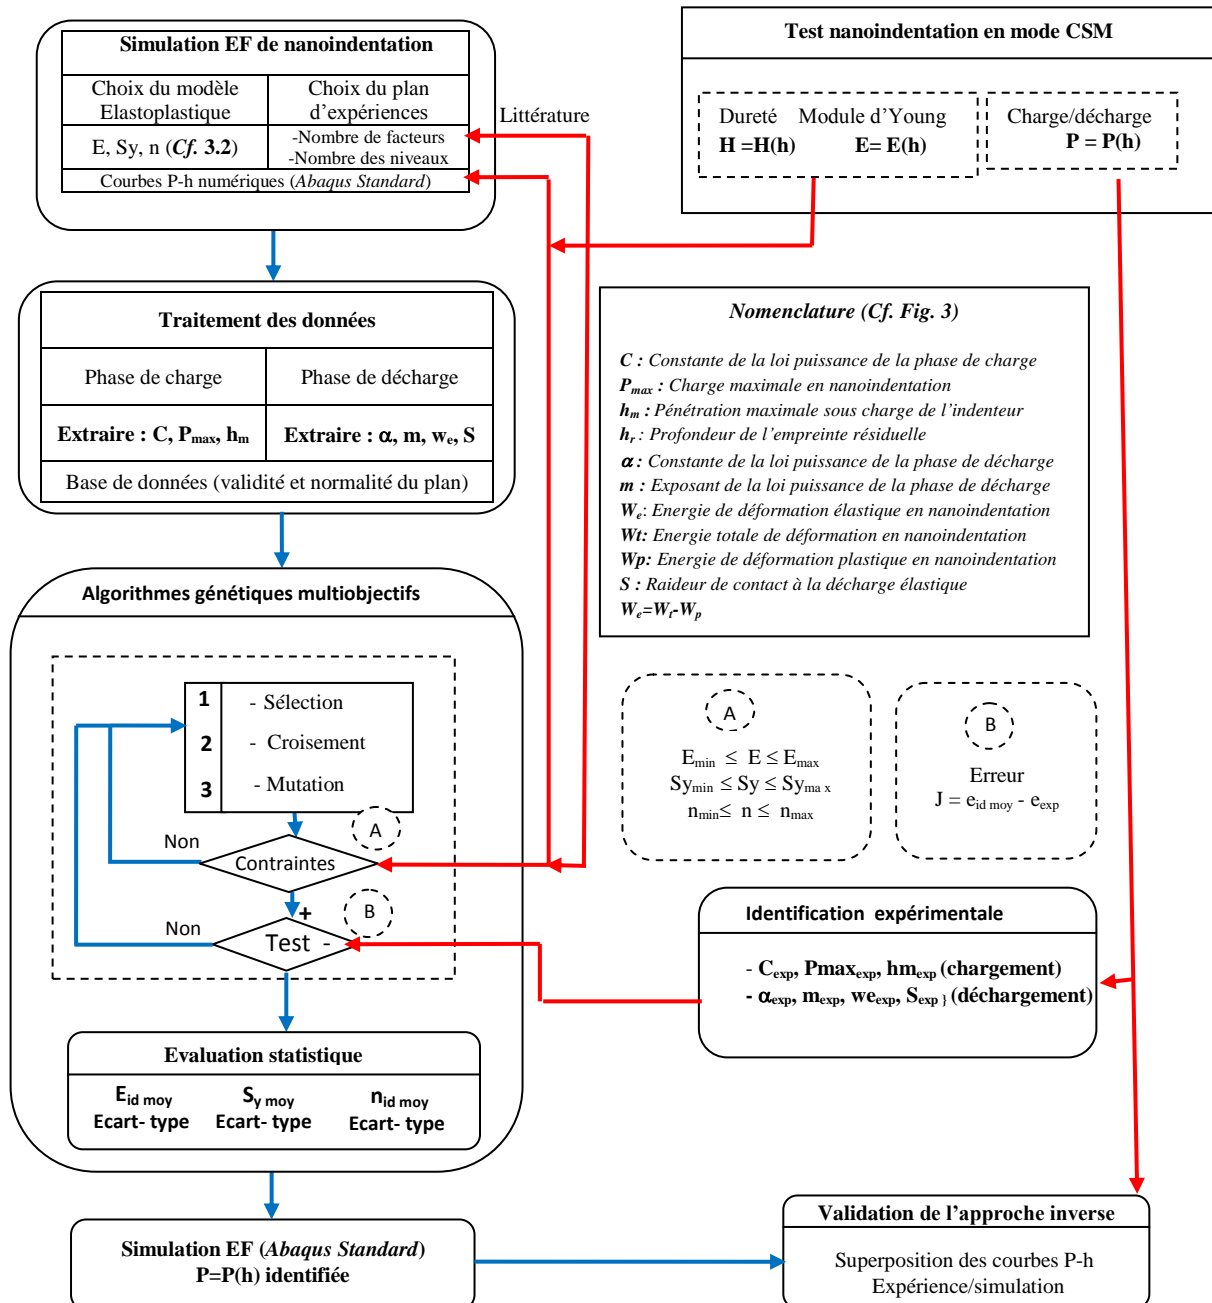 Simulation EF de nanoindentation
Choix du modèle
Elastoplastique
Choix du plan
d’expériences
E, Sy, n (Cf. 3.2)
-Nombre de facteurs
-Nombre des niveaux
Courbes P-h numériques (Abaqus Standard)
Littérature
Test nanoindentation en mode CSM
Dureté Module d’Young
H =H(h) E= E(h)
Charge/décharge
P = P(h)
Traitement des données
Phase de charge
Phase de décharge
Extraire : C, Pmax, hm
Extraire : α, m, we, S
Base de données (validité et normalité du plan)
Nomenclature (Cf. Fig. 3)
C : Constante de la loi puissance de la phase de charge
Pmax : Charge maximale en nanoindentation
hm : Pénétration maximale sous charge de l’indenteur
hr : Profondeur de l’empreinte résiduelle
α : Constante de la loi puissance de la phase de décharge
m : Exposant de la loi puissance de la phase de décharge
We: Energie de déformation élastique en nanoindentation
Wt: Energie totale de déformation en nanoindentation
Wp: Energie de déformation plastique en nanoindentation
S : Raideur de contact à la décharge élastique
We=Wt-Wp
Algorithmes génétiques multiobjectifs
1 - Sélection
2 - Croisement
3 - Mutation
A
Non
Contraintes
+
B
Non
Test -
A
Emin ≤ E ≤ Emax
Symin ≤ Sy ≤ Syma x
nmin≤ n ≤ nmax
B
Erreur
J = eid moy - eexp
Identification expérimentale
- Cexp, Pmaxexp, hmexp (chargement)
- αexp, mexp, weexp, Sexp } (déchargement)
Evaluation statistique
Eid moy
Ecart- type
Sy moy
Ecart- type
nid moy
Ecart- type
Simulation EF (Abaqus Standard)
P=P(h) identifiée
Validation de l’approche inverse
Superposition des courbes P-h
Expérience/simulation